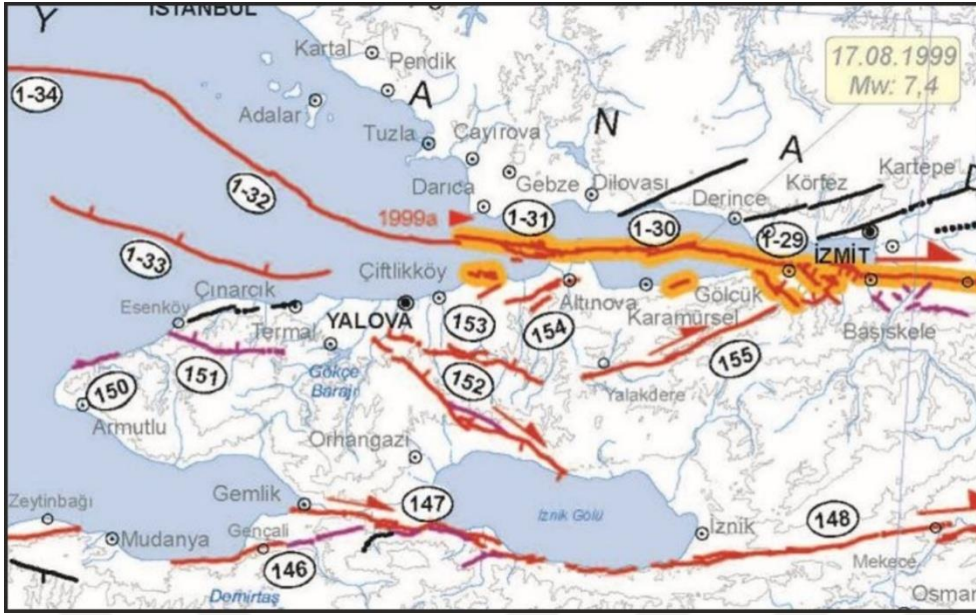 İSTANBUL
Y
Kartal
Pendik
17.08.1999
Mw: 7,4
1-34
Adalar
A
N
Tuzla
Çayırova
A
Kartepe
Gebze
Dilovası
Körfez
D
Darıca
Derince
1-32
1999a
1-31
1-30
1-29
İZMİT
1-33
Çiftlikköy
Çınarcık
Altınova
Gölcük
Esenköy
Karamürsel
Termal
YALOVA
153
154
Başiskele
151
155
150
Gökçe
Barajı
152
Yalakdere
Armutlu
Orhangazi
Gemlik
147
Zeytinbağı
Iznik Gölü
148
Gençali
Iznik
Mudanya
146
Mekece
Demirtaş
Osma